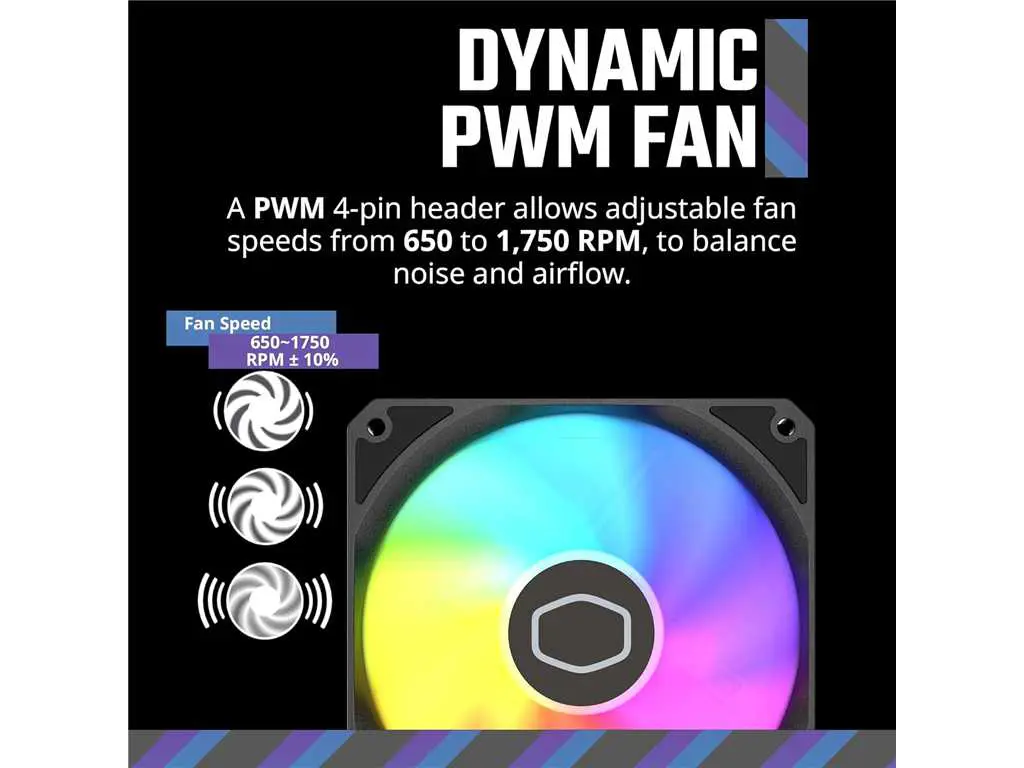 DYNAMIC
PWM FAN
A PWM 4-pin header allows adjustable fan
speeds from 650 to 1,750 RPM, to balance
noise and airflow.
Fan Speed
650~1750
RPM ± 10%